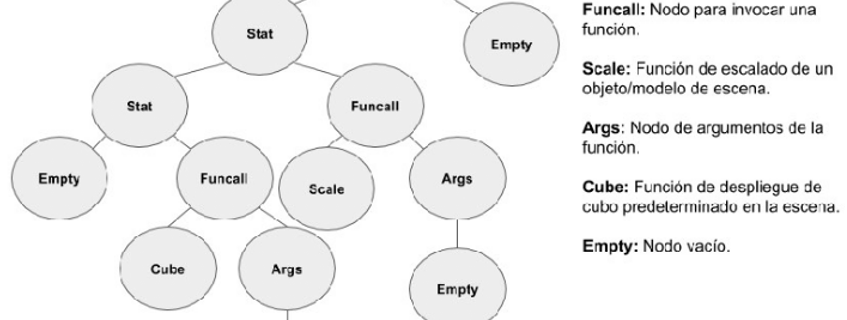 Stat
Empty
Stat
Funcall
Empty
Funcall
Scale
Args
Cube
Args
Empty
Funcall: Nodo para invocar una
función.
Scale: Función de escalado de un
objeto/modelo de escena.
Args: Nodo de argumentos de la
función.
Cube: Función de despliegue de
cubo predeterminado en la escena.
Empty: Nodo vacío.